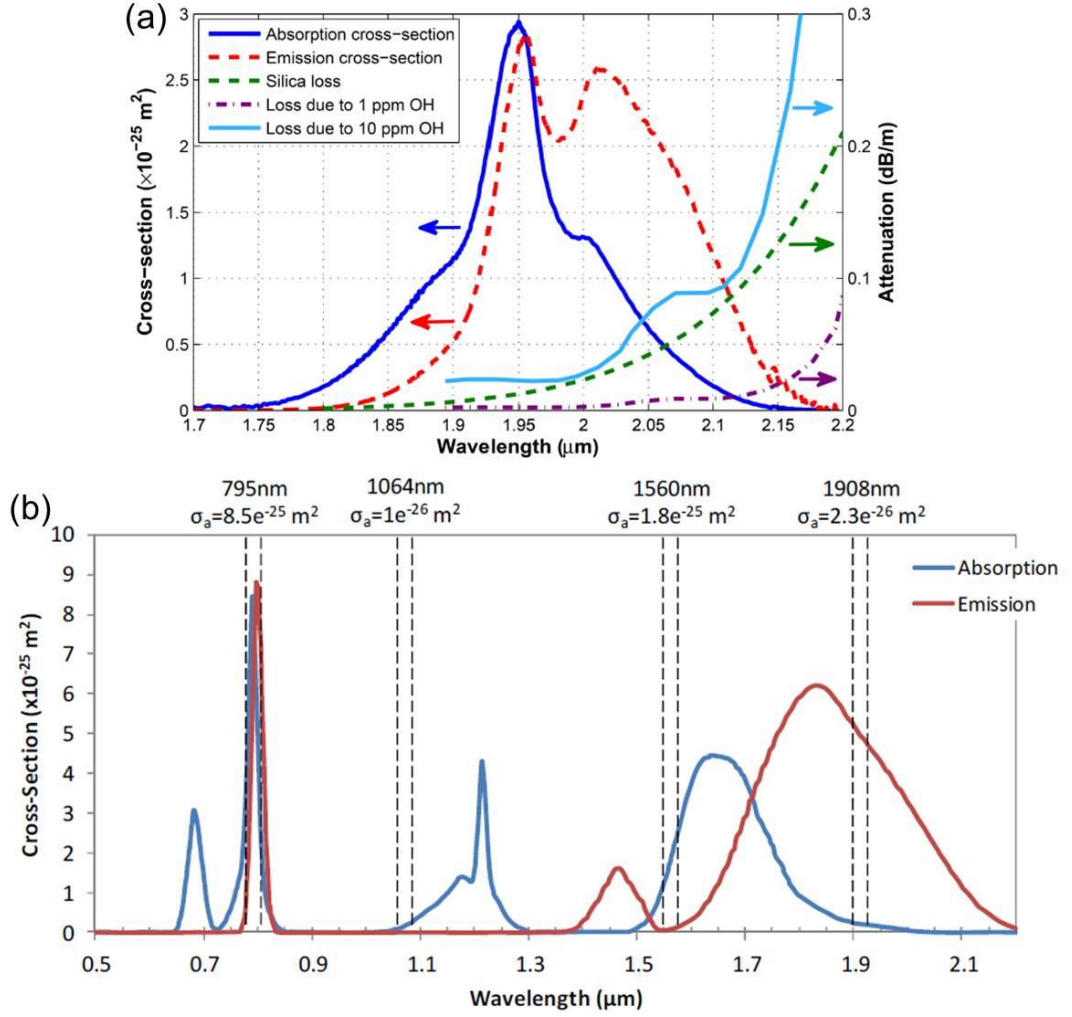 (a)
3
2.5
2
1.5
1
0.5
0
Cross−section (×10−25 m2)
Absorption cross−section
Emission cross−section
Silica loss
Loss due to 1 ppm OH
Loss due to 10 ppm OH
0.3
0.2
0.1
0
Attenuation (dB/m)
1.7 1.75 1.8 1.85 1.9 1.95 2 2.05 2.1 2.15 2.2
Wavelength (μm)
(b)
795nm 1064nm 1560nm 1908nm
σa=8.5e-25 m2 σa=1e-26 m2 σa=1.8e-25 m2 σa=2.3e-26 m2
10
9
8
7
6
5
4
3
2
1
0
Cross-Section (x10-25 m2)
Absorption
Emission
0.5 0.7 0.9 1.1 1.3 1.5 1.7 1.9 2.1
Wavelength (μm)